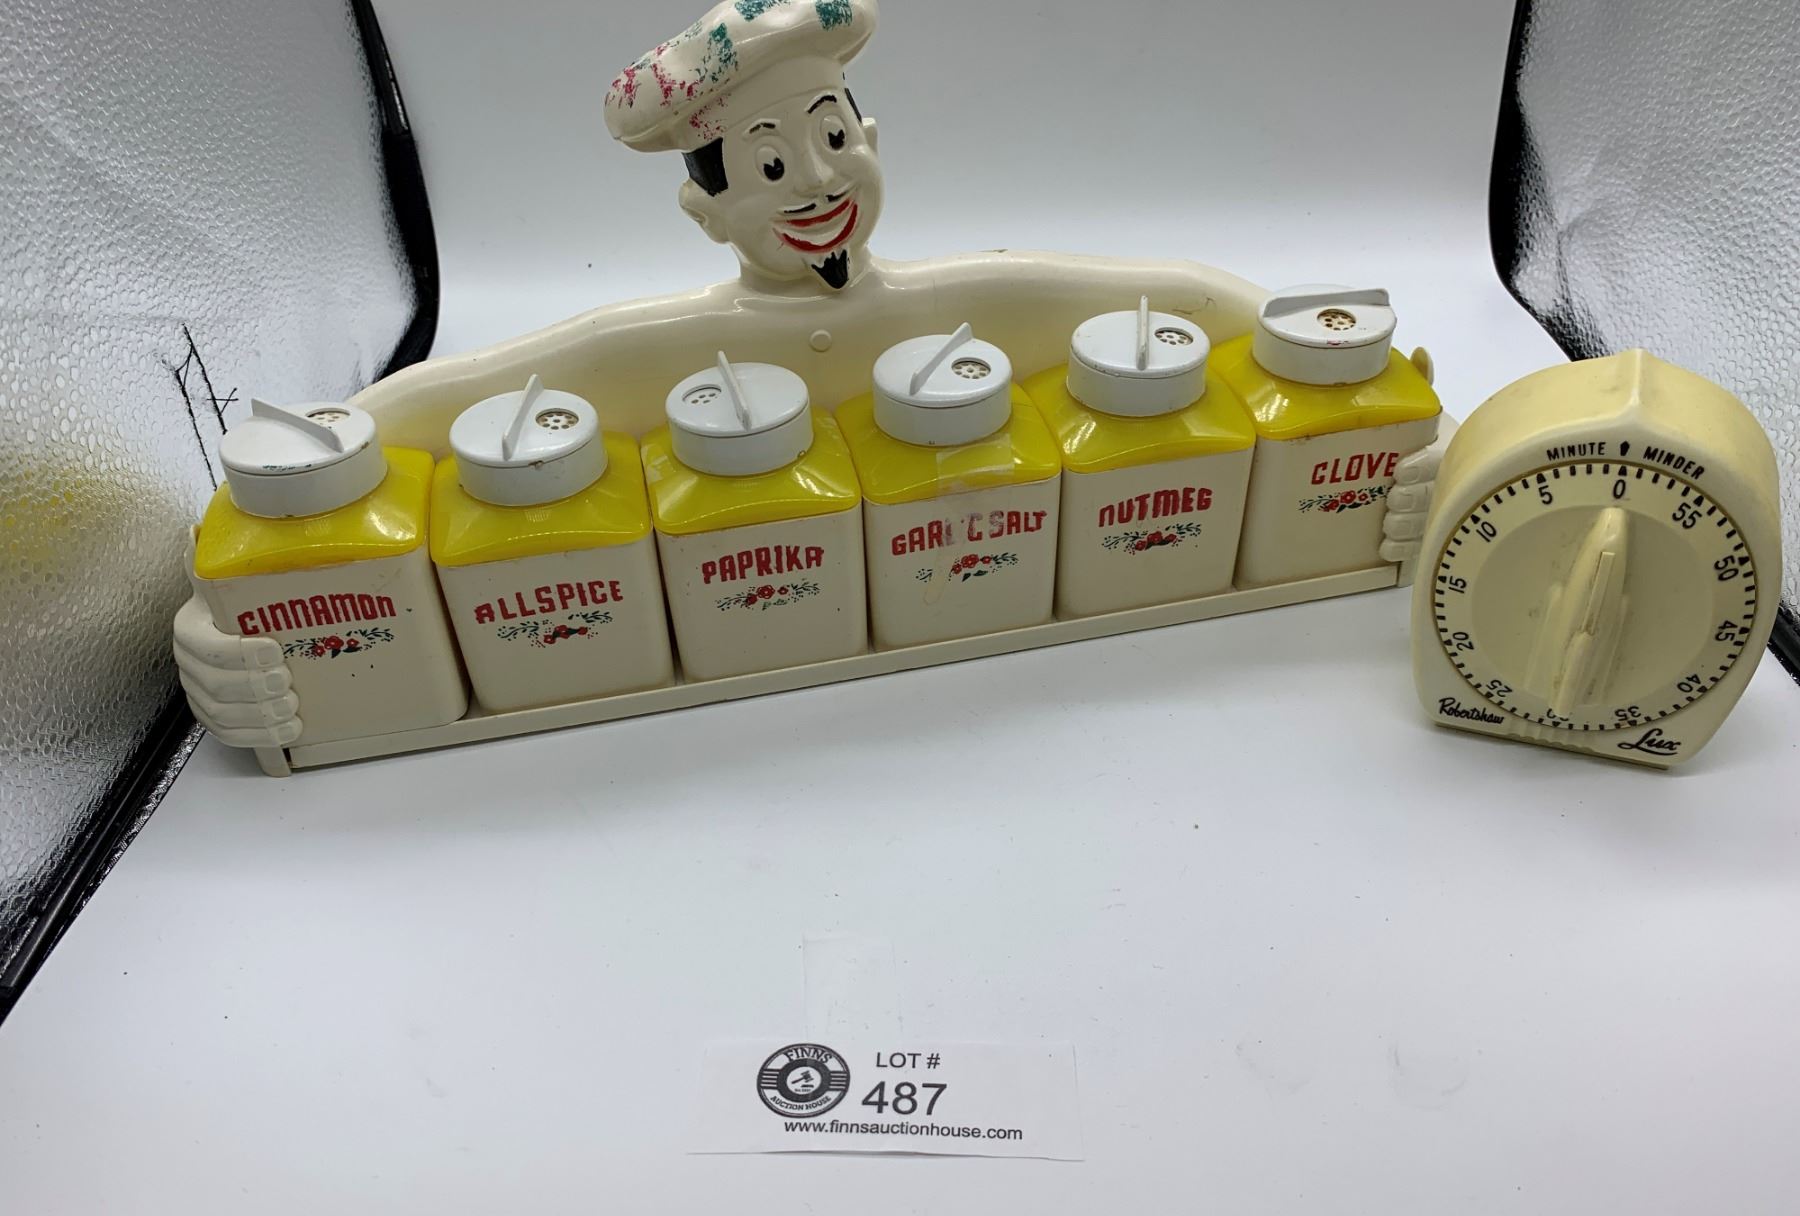 CINNAMON
ALLSPICE
PAPRIKA
GARLIC SALT
NUTMEG
CLOVE
MINUTE MINDER
0
5
10
15
20
25
30
35
40
45
50
55
Robertshaw
Lux
FINNS
AUCTION HOUSE
LOT #
487
www.finnsauctionhouse.com